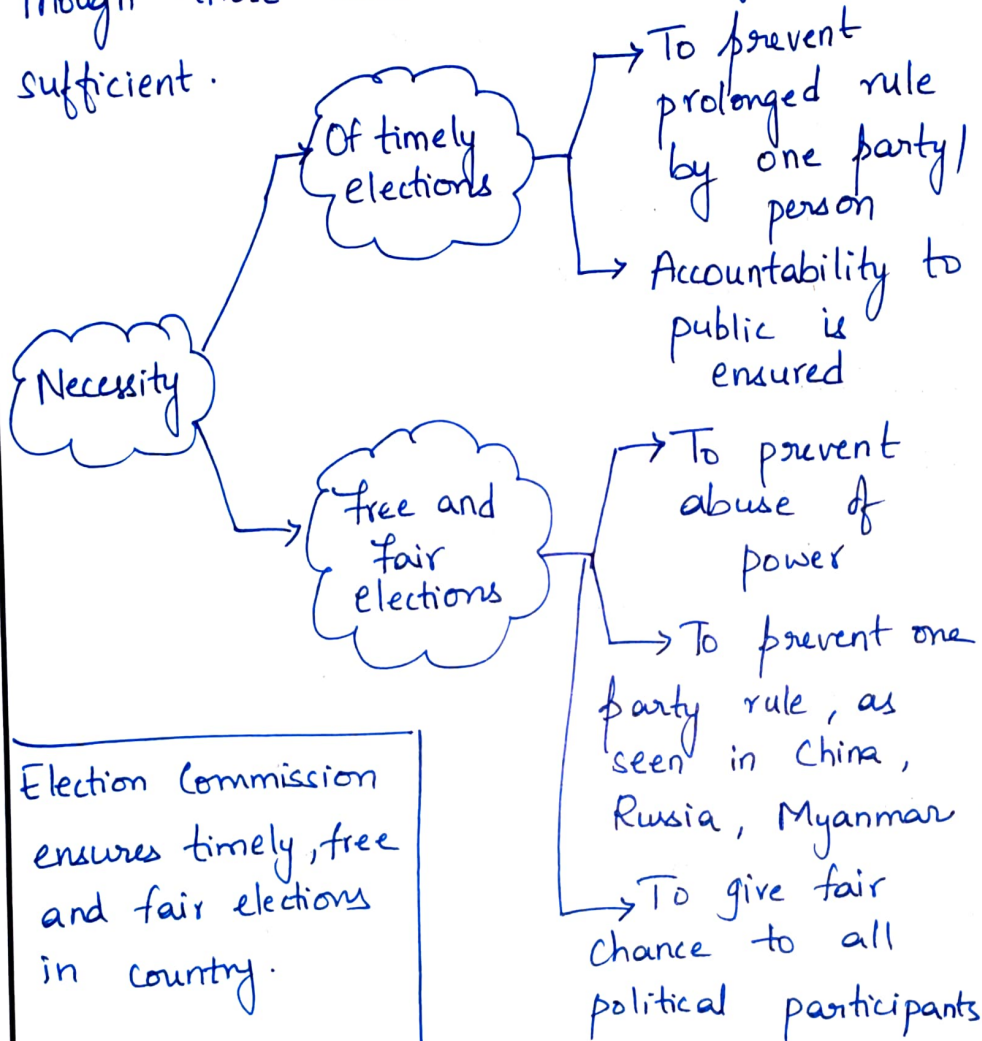 Though
sufficient.
Necessity
Of timely
elections
To prevent
prolonged rule
by one party/
person
Accountability to
public is
ensured
free and
fair
elections
To prevent
abuse of
power
To prevent one
party rule, as
seen in China,
Russia, Myanmar
To give fair
chance to all
political participants
Election Commission
ensures timely, free
and fair elections
in country.